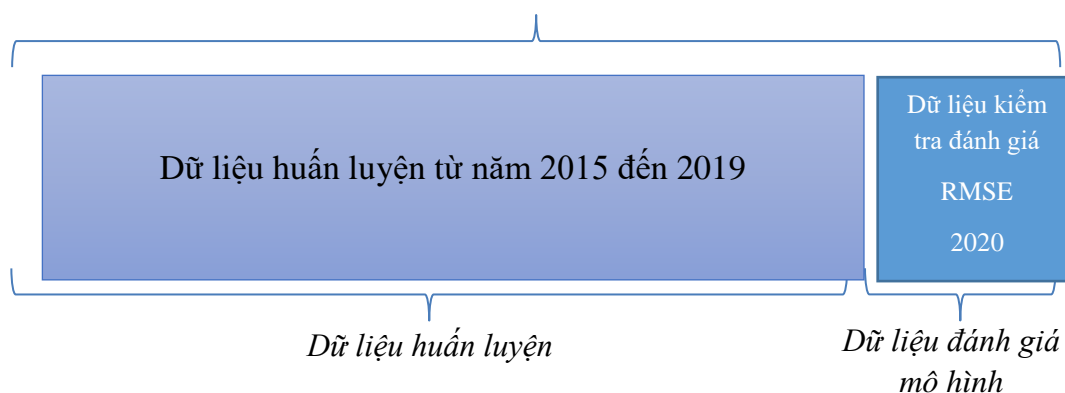 Dữ liệu huấn luyện từ năm 2015 đến 2019
Dữ liệu kiểm
tra đánh giá
RMSE
2020
Dữ liệu huấn luyện
Dữ liệu đánh giá
mô hình